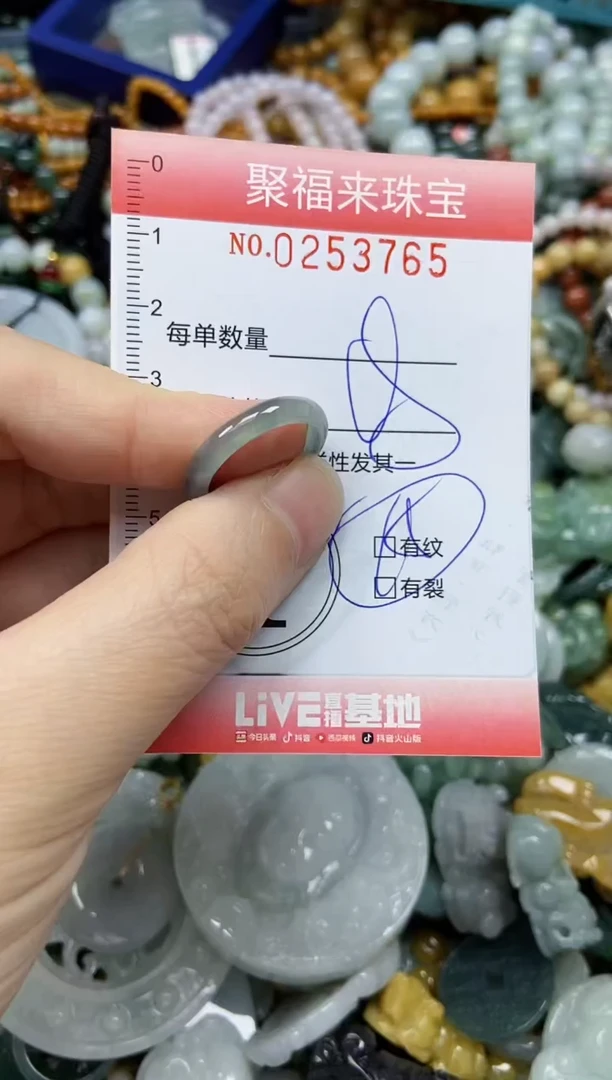 0
聚福来珠宝
1
NO.0253765
2
每单数量
3
性发其一
5
有纹
有裂
LiVE直播基地
今日头条 抖音 西瓜视频 抖音火山版